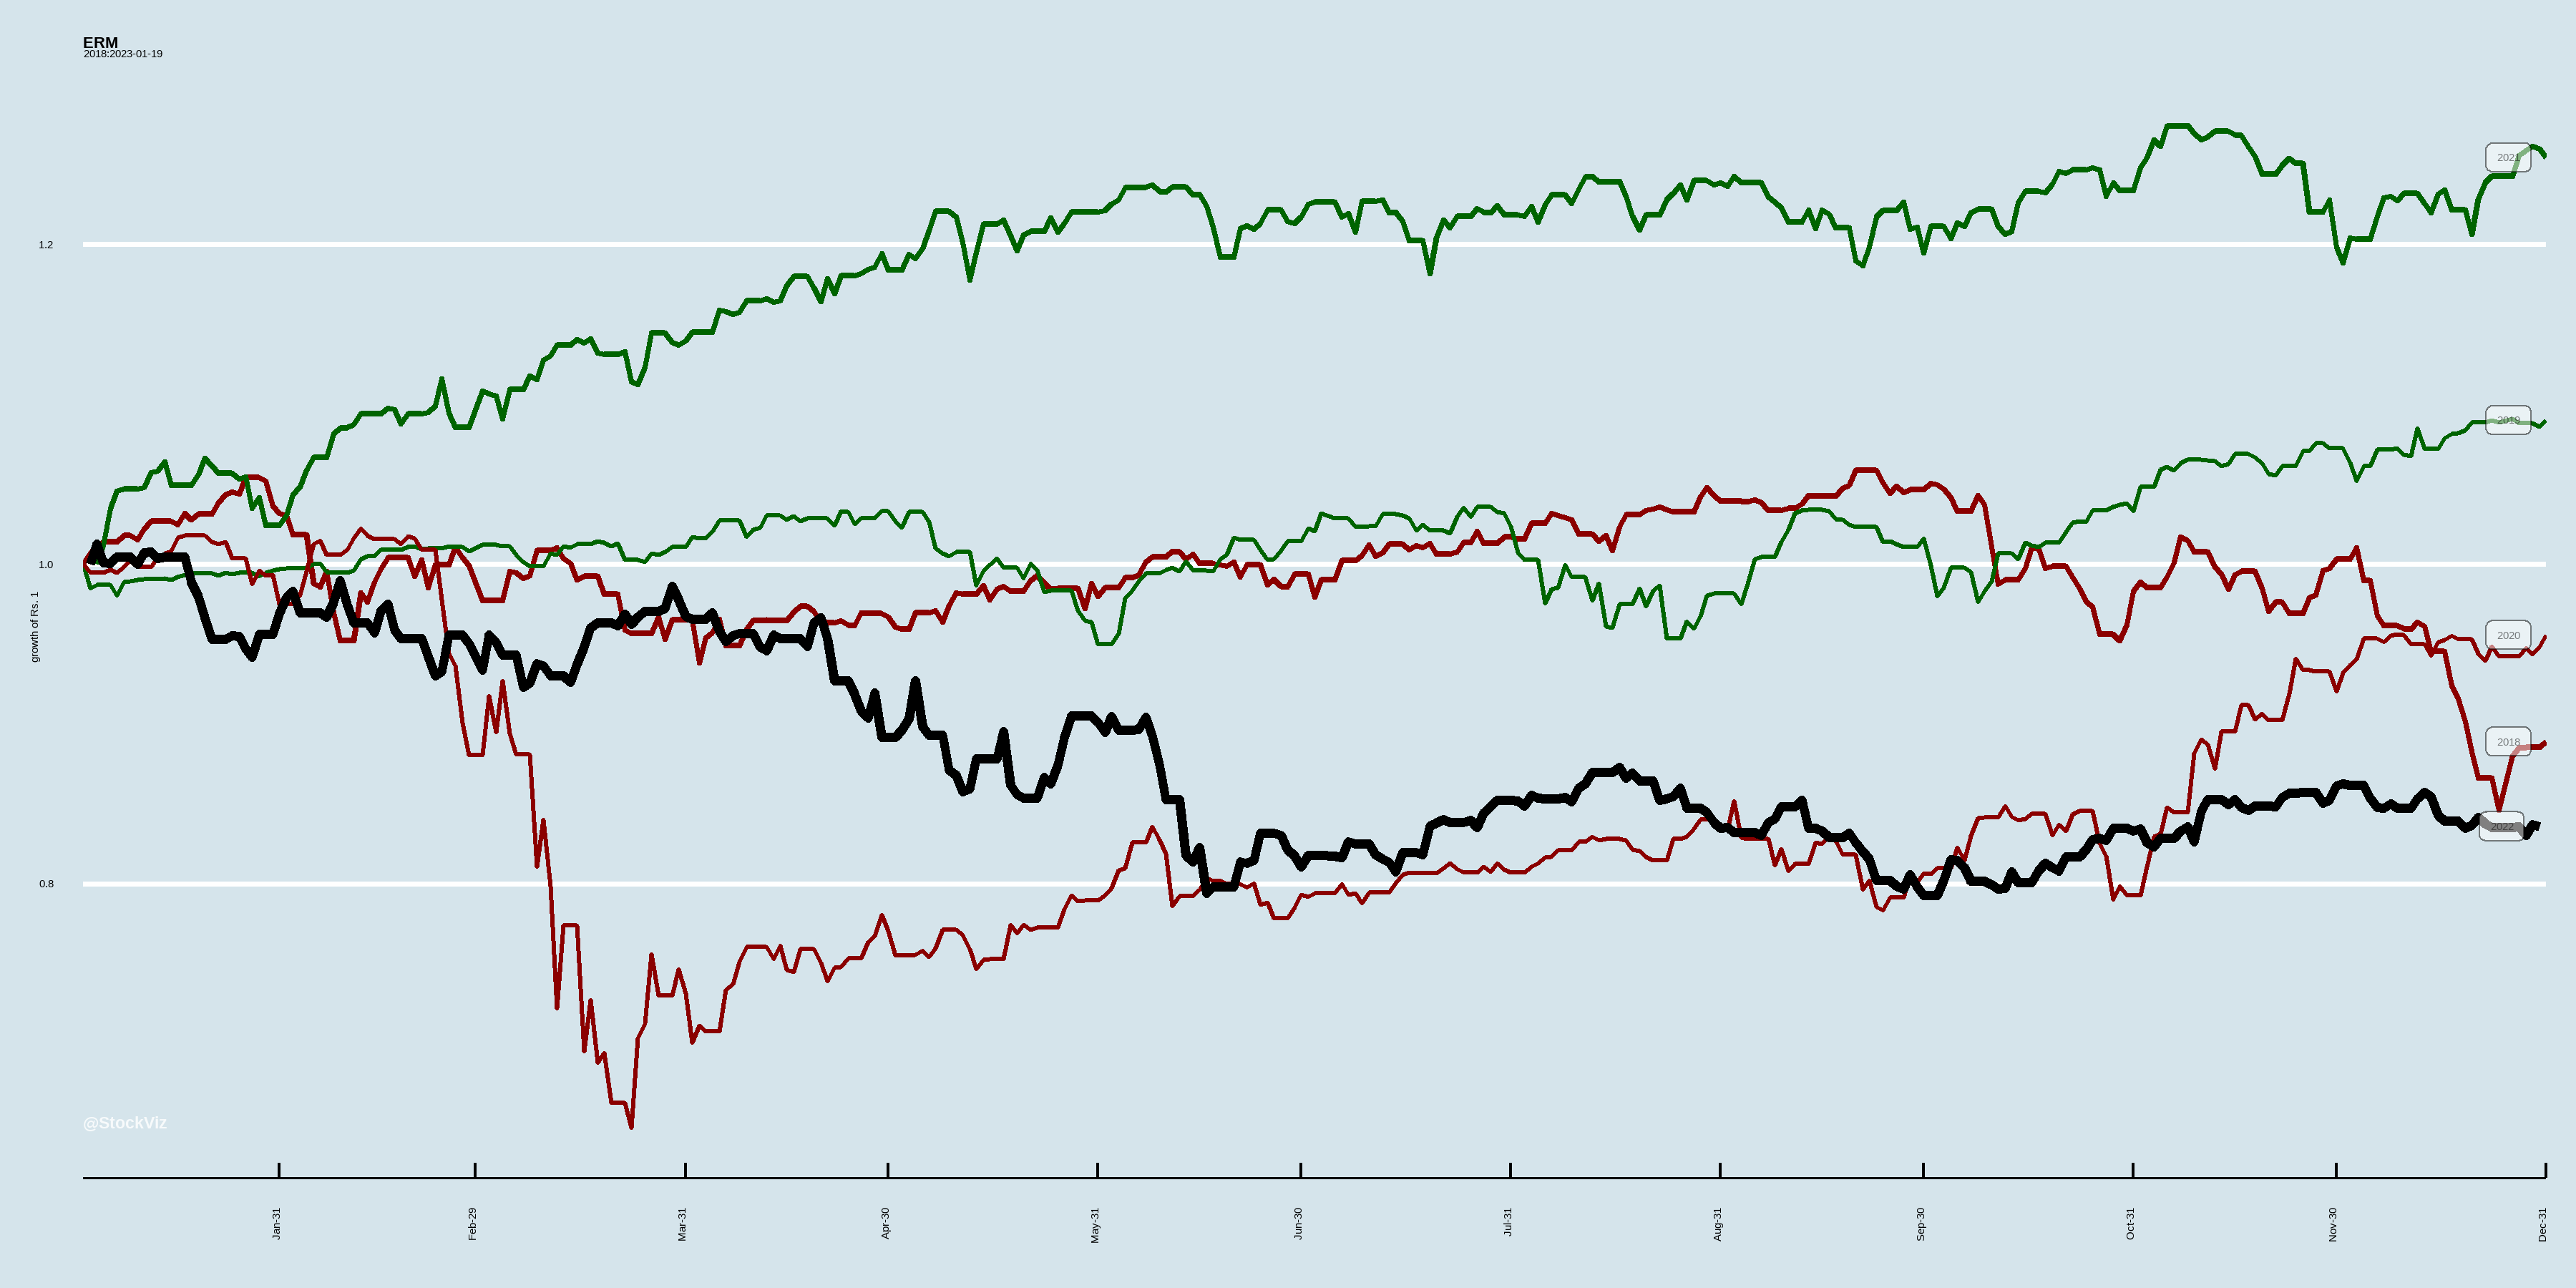 ERM
2018:2023-01-19
2021
1.2
2019
1.0
growth of Rs. 1
2020
2018
2022
0.8
@StockViz
Jan-31
Feb-29
Mar-31
Apr-30
May-31
Jun-30
Jul-31
Aug-31
Sep-30
Oct-31
Nov-30
Dec-31